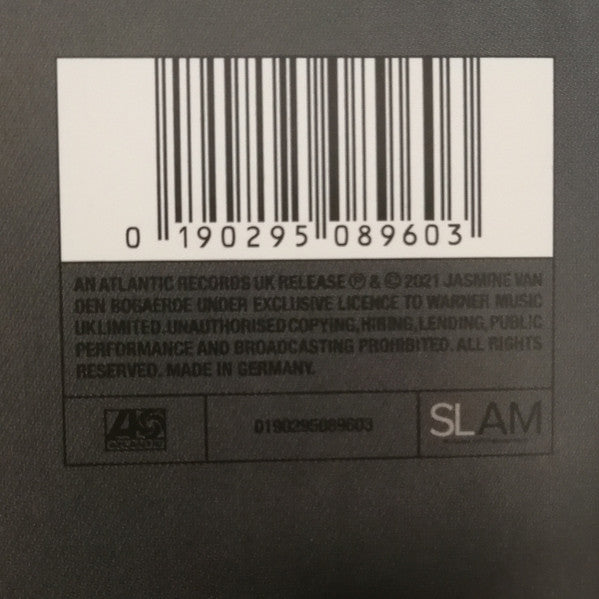 0 190295 089603
AN ATLANTIC RECORDS UK RELEASE ℗ & © 2021 JASMINE VAN
DEN BOGAERDE UNDER EXCLUSIVE LICENCE TO WARNER MUSIC
UK LIMITED. UNAUTHORISED COPYING, HIRING, LENDING, PUBLIC
PERFORMANCE AND BROADCASTING PROHIBITED. ALL RIGHTS
RESERVED. MADE IN GERMANY.
0190295089603
SLAM